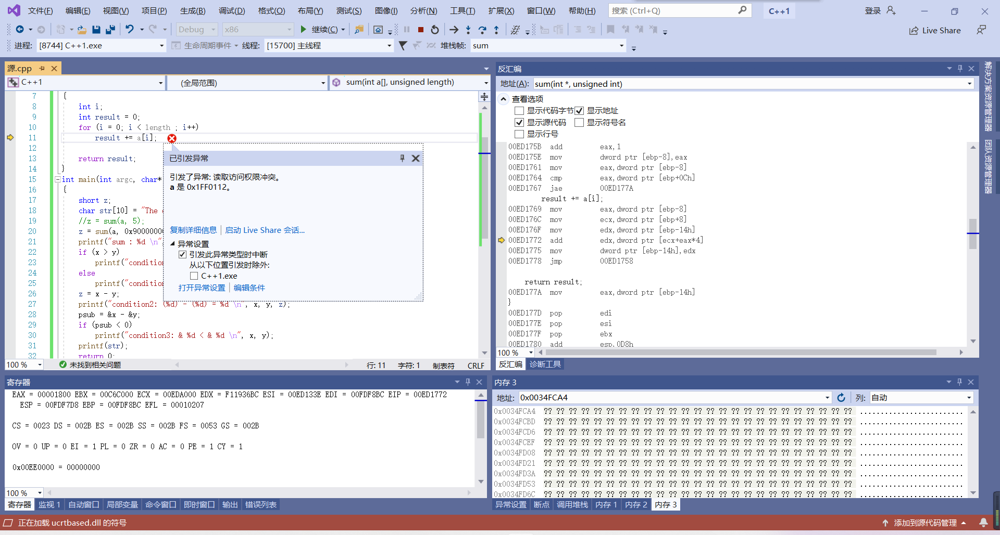 文件(F) 编辑(E) 视图(V) 项目(P) 生成(B) 调试(D) 格式(O) 布局(Y) 测试(S) 图像(I) 分析(N) 工具(T) 扩展(X) 窗口(W) 帮助(H) 搜索 (Ctrl+Q) C++1 登录
Debug x86 继续(C) Live Share
进程: [8744] C++1.exe 生命周期事件 线程: [15700] 主线程 堆栈帧: sum
源.cpp
C++1 (全局范围) sum(int a[], unsigned length)
7 {
8 int i;
9 int result = 0;
10 for (i = 0; i < length ; i++)
11 result += a[i];
12
13 return result;
14 }
15 int main(int argc, char*
16 {
17 short z;
18 char str[10] = "The
19 //z = sum(a, 5);
20 z = sum(a, 0x9000000
21 printf("sum : %d \n"
22 if (x > y)
23 printf("condition
24 else
25 printf("condition
26 z = x - y;
27 printf("condition2: (%d) - (%d) = %d \n", x, y, z);
28 psub = &x - &y;
29 if (psub < 0)
30 printf("condition3: & %d < & %d \n", x, y);
31 printf(str);
32 return 0;
已引发异常
引发了异常: 读取访问权限冲突。
a 是 0x1FF0112。
复制详细信息 启动 Live Share 会话...
异常设置
引发此异常类型时中断
从以下位置引发时除外:
C++1.exe
打开异常设置 编辑条件
100 % 未找到相关问题 行: 11 字符: 1 制表符 CRLF
反汇编
地址(A): sum(int *, unsigned int)
查看选项
显示代码字节 显示地址
显示源代码 显示符号名
显示行号
00ED175B add eax,1
00ED175E mov dword ptr [ebp-8],eax
00ED1761 mov eax,dword ptr [ebp-8]
00ED1764 cmp eax,dword ptr [ebp+0Ch]
00ED1767 jae 00ED177A
result += a[i];
00ED1769 mov eax,dword ptr [ebp-8]
00ED176C mov ecx,dword ptr [ebp+8]
00ED176F mov edx,dword ptr [ebp-14h]
00ED1772 add edx,dword ptr [ecx+eax*4]
00ED1775 mov dword ptr [ebp-14h],edx
00ED1778 jmp 00ED1758
return result;
00ED177A mov eax,dword ptr [ebp-14h]
}
00ED177D pop edi
00ED177E pop esi
00ED177F pop ebx
00ED1780 add esp,0D8h
100 %
反汇编 诊断工具
解决方案资源管理器
团队资源管理器
寄存器
EAX = 00001800 EBX = 00C6C000 ECX = 00EDA000 EDX = F11936BC ESI = 00ED133E EDI = 00FDF8BC EIP = 00ED1772
ESP = 00FDF7D8 EBP = 00FDF8BC EFL = 00010207
CS = 0023 DS = 002B ES = 002B SS = 002B FS = 0053 GS = 002B
OV = 0 UP = 0 EI = 1 PL = 0 ZR = 0 AC = 0 PE = 1 CY = 1
0x00EE0000 = 00000000
100 %
寄存器 监视 1 自动窗口 局部变量 命令窗口 即时窗口 输出 错误列表
内存 3
地址: 0x0034FCA4 列: 自动
0x0034FCA4 ?? ?? ?? ?? ?? ?? ?? ?? ?? ?? ?? ?? ?? ?? ?? ?? ?? ?? ?? ?? ?? ?? ?? ?? ?? .........................
0x0034FCBD ?? ?? ?? ?? ?? ?? ?? ?? ?? ?? ?? ?? ?? ?? ?? ?? ?? ?? ?? ?? ?? ?? ?? ?? ?? .........................
0x0034FCD6 ?? ?? ?? ?? ?? ?? ?? ?? ?? ?? ?? ?? ?? ?? ?? ?? ?? ?? ?? ?? ?? ?? ?? ?? ?? .........................
0x0034FCEF ?? ?? ?? ?? ?? ?? ?? ?? ?? ?? ?? ?? ?? ?? ?? ?? ?? ?? ?? ?? ?? ?? ?? ?? ?? .........................
0x0034FD08 ?? ?? ?? ?? ?? ?? ?? ?? ?? ?? ?? ?? ?? ?? ?? ?? ?? ?? ?? ?? ?? ?? ?? ?? ?? .........................
0x0034FD21 ?? ?? ?? ?? ?? ?? ?? ?? ?? ?? ?? ?? ?? ?? ?? ?? ?? ?? ?? ?? ?? ?? ?? ?? ?? .........................
0x0034FD3A ?? ?? ?? ?? ?? ?? ?? ?? ?? ?? ?? ?? ?? ?? ?? ?? ?? ?? ?? ?? ?? ?? ?? ?? ?? .........................
0x0034FD53 ?? ?? ?? ?? ?? ?? ?? ?? ?? ?? ?? ?? ?? ?? ?? ?? ?? ?? ?? ?? ?? ?? ?? ?? ?? .........................
0x0034FD6C ?? ?? ?? ?? ?? ?? ?? ?? ?? ?? ?? ?? ?? ?? ?? ?? ?? ?? ?? ?? ?? ?? ?? ?? ?? .........................
异常设置 断点 调用堆栈 内存 1 内存 2 内存 3
正在加载 ucrtbased.dll 的符号 添加到源代码管理